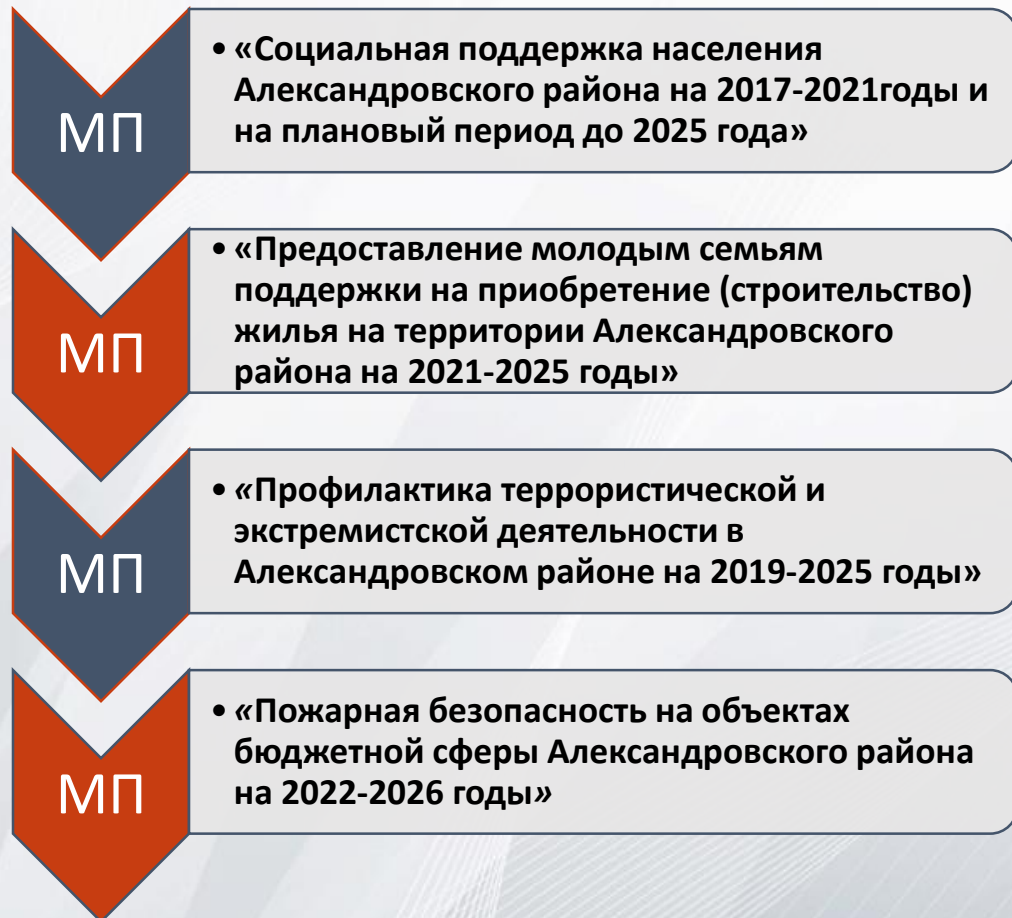 МП
• «Социальная поддержка населения
Александровского района на 2017-2021годы и
на плановый период до 2025 года»
МП
• «Предоставление молодым семьям
поддержки на приобретение (строительство)
жилья на территории Александровского
района на 2021-2025 годы»
МП
• «Профилактика террористической и
экстремистской деятельности в
Александровском районе на 2019-2025 годы»
МП
• «Пожарная безопасность на объектах
бюджетной сферы Александровского района
на 2022-2026 годы»